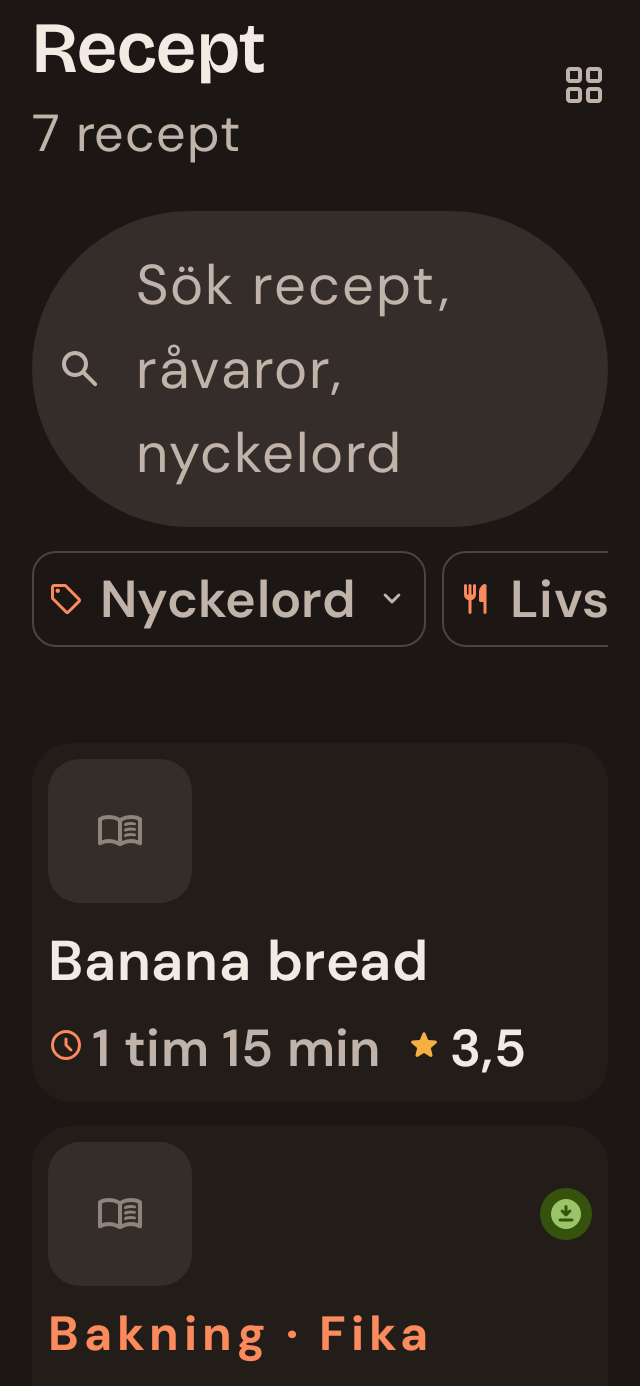 Recept
7 recept
Sök recept,
råvaror,
nyckelord
Nyckelord
Livs
Banana bread
1 tim 15 min
3,5
Bakning · Fika